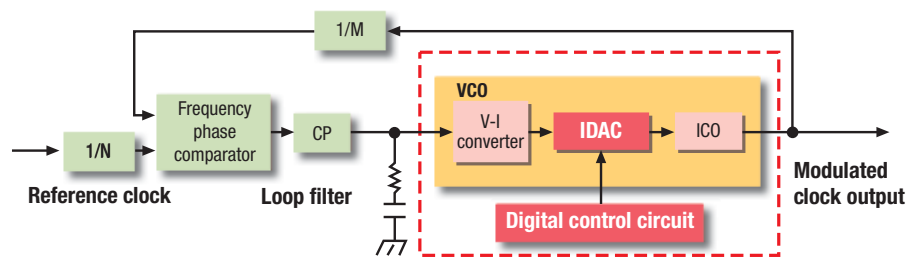 1/M
VCO
Frequency
phase
comparator
CP
V-I
converter
IDAC
ICO
1/N
Reference clock
Loop filter
Modulated
clock output
Digital control circuit